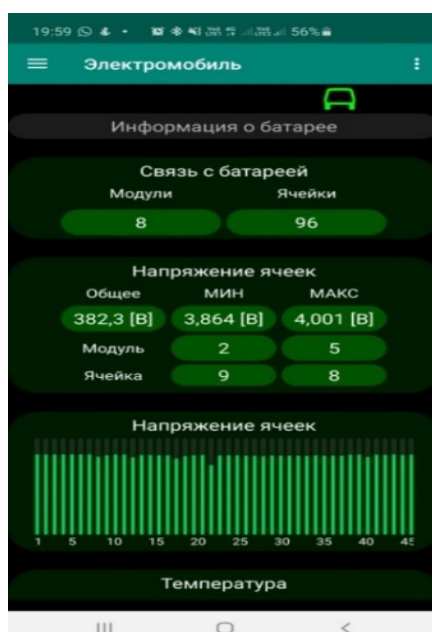 19:59 56%
Электромобиль
Информация о батарее
Связь с батареей
Модули Ячейки
8 96
Напряжение ячеек
Общее МИН МАКС
382,3 [В] 3,864 [В] 4,001 [В]
Модуль 2 5
Ячейка 9 8
Напряжение ячеек
1 5 10 15 20 25 30 35 40 45
Температура